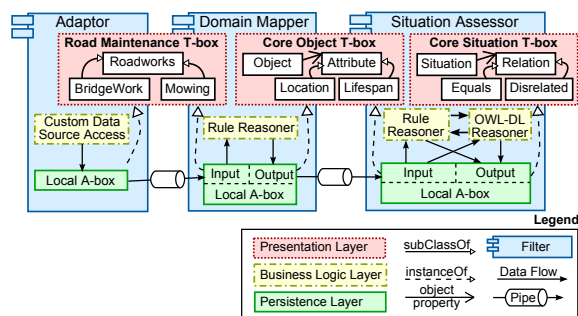 Adaptor
Domain Mapper
Situation Assessor
Road Maintenance T-box
Roadworks
BridgeWork
Mowing
Core Object T-box
Object
Attribute
Location
Lifespan
Core Situation T-box
Situation
Relation
Equals
Disrelated
Custom Data
Source Access
Local A-box
Rule Reasoner
Input
Output
Local A-box
Rule
Reasoner
OWL-DL
Reasoner
Input
Output
Local A-box
Legend
Presentation Layer
Business Logic Layer
Persistence Layer
subClassOf
instanceOf
object
property
Filter
Data Flow
Pipe